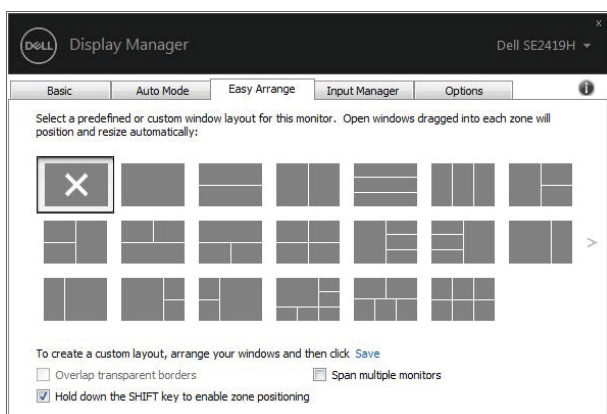 x
DELL Display Manager Dell SE2419H
Basic Auto Mode Easy Arrange Input Manager Options i
Select a predefined or custom window layout for this monitor. Open windows dragged into each zone will
position and resize automatically:
>
To create a custom layout, arrange your windows and then click Save
Overlap transparent borders Span multiple monitors
Hold down the SHIFT key to enable zone positioning